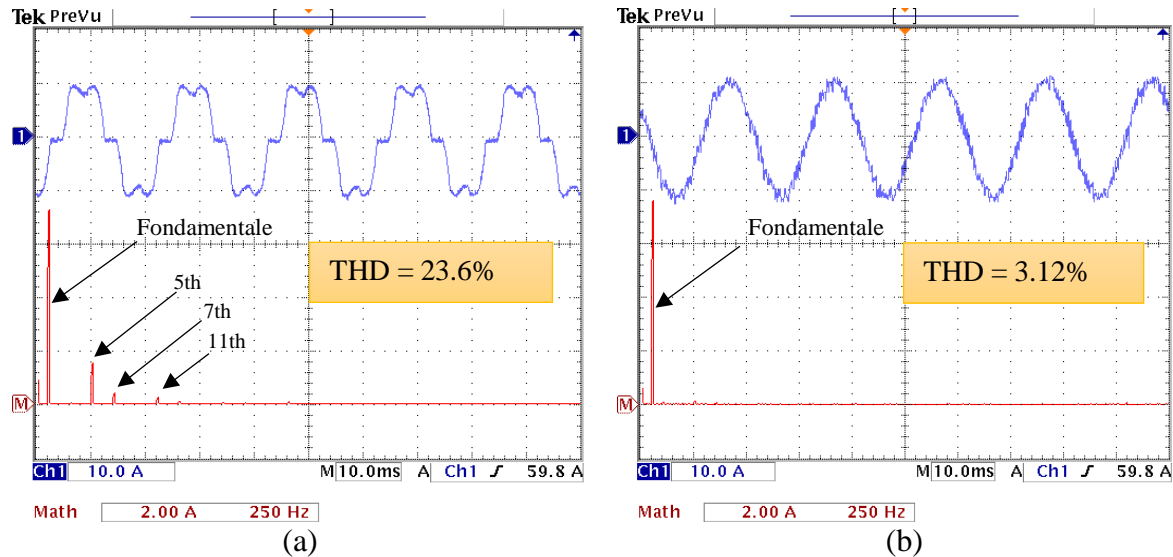 Tek PreVu
1
Fondamentale
THD = 23.6%
5th
7th
11th
M
Ch1 10.0 A M 10.0ms A Ch1 59.8 A
Math 2.00 A 250 Hz
(a)
Tek PreVu
1
Fondamentale
THD = 3.12%
M
Ch1 10.0 A M 10.0ms A Ch1 59.8 A
Math 2.00 A 250 Hz
(b)